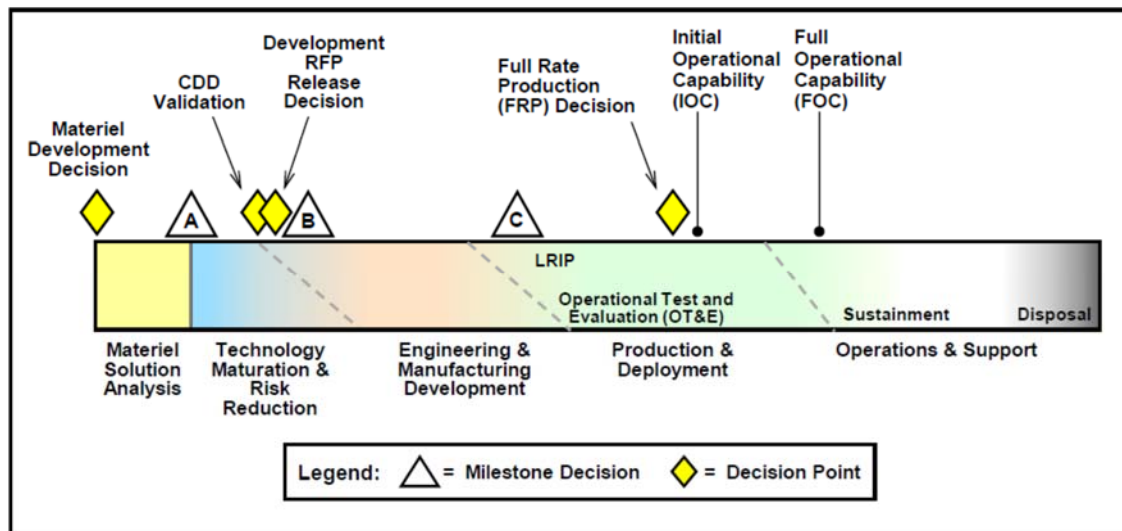 Materiel
Development
Decision
CDD
Validation
Development
RFP
Release
Decision
Full Rate
Production
(FRP) Decision
Initial
Operational
Capability
(IOC)
Full
Operational
Capability
(FOC)
A
B
C
LRIP
Operational Test and
Evaluation (OT&E)
Sustainment
Disposal
Materiel
Solution
Analysis
Technology
Maturation &
Risk
Reduction
Engineering &
Manufacturing
Development
Production &
Deployment
Operations & Support
Legend:
= Milestone Decision
= Decision Point